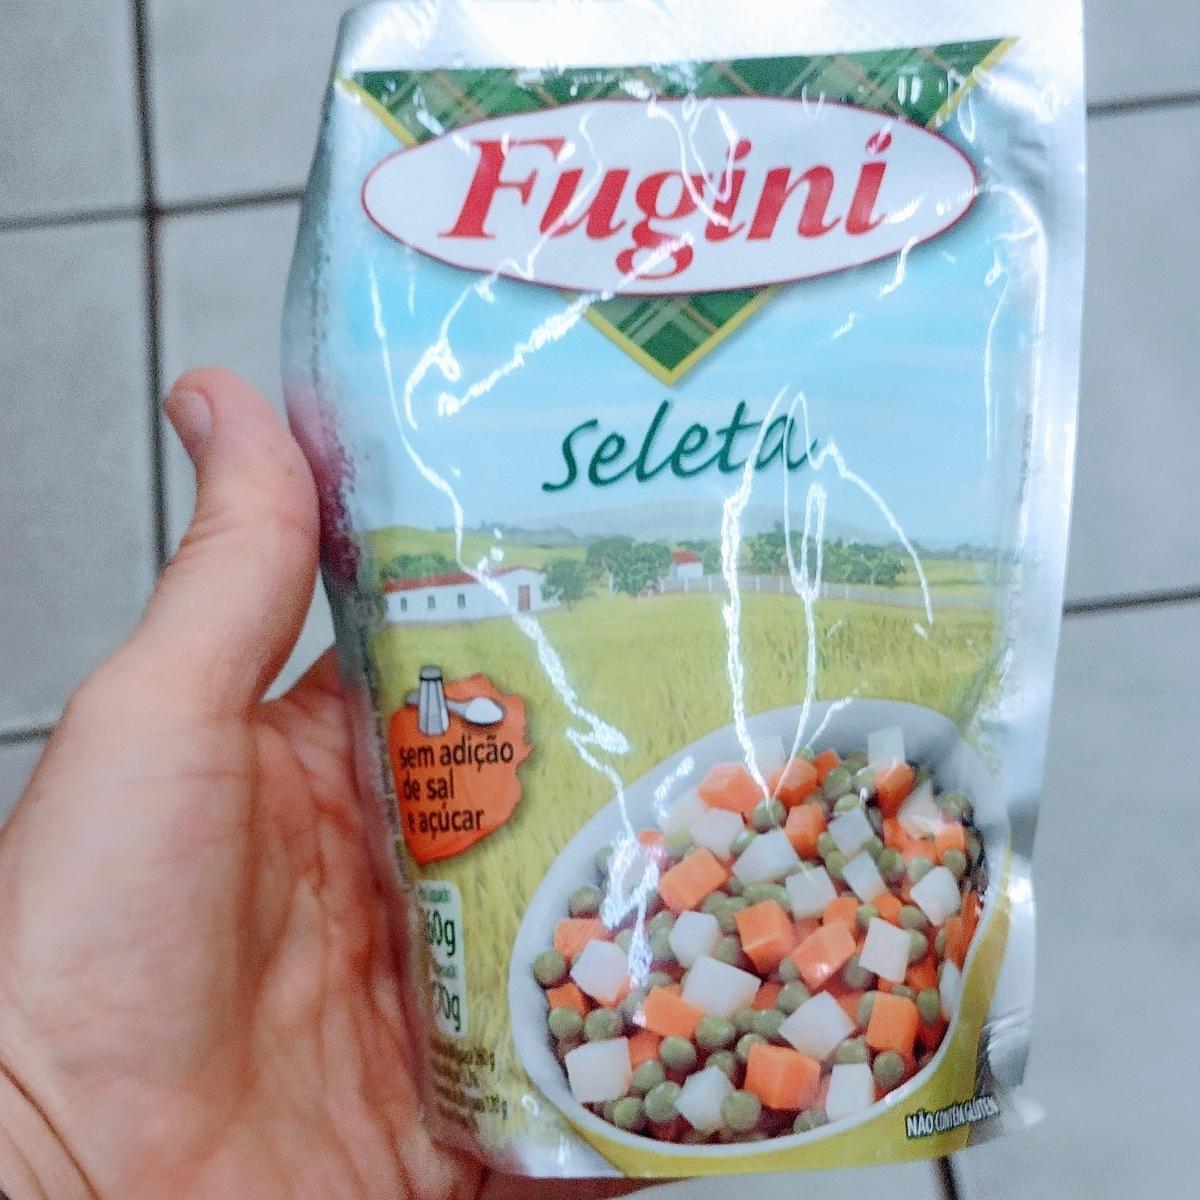 Fugini
seleta
sem adição
de sal
e açúcar
NÃO CONTÉM GLÚTEN